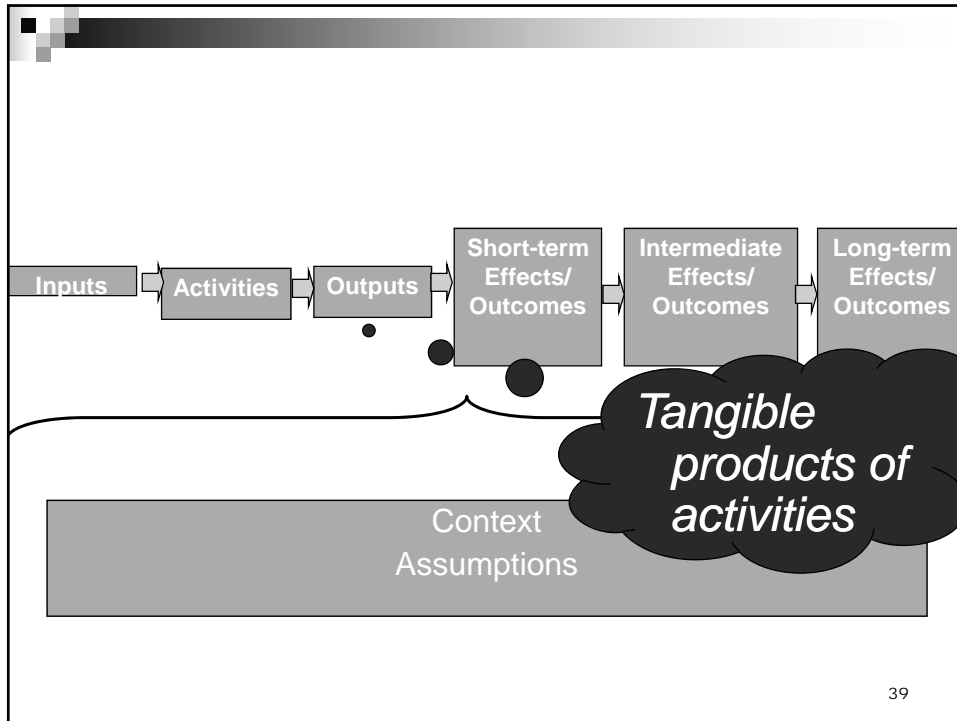 Inputs
Activities
Outputs
Short-term
Effects/
Outcomes
Intermediate
Effects/
Outcomes
Long-term
Effects/
Outcomes
Tangible
products of
activities
Context
Assumptions
39